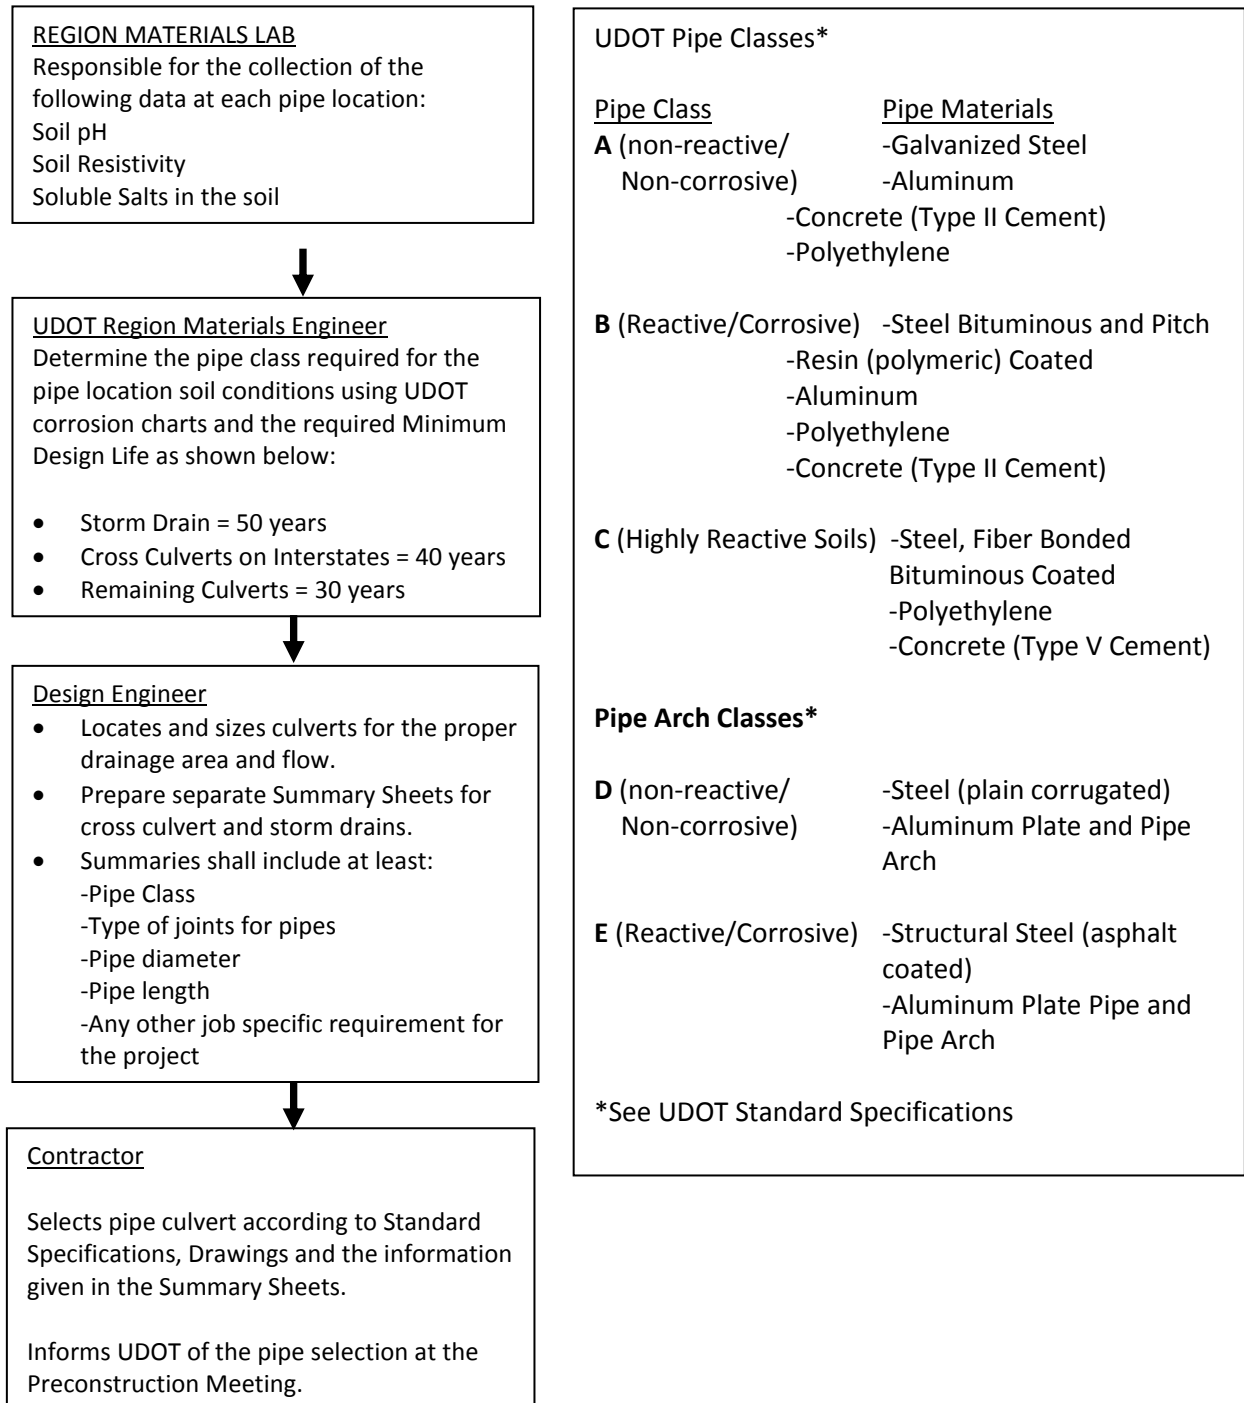 REGION MATERIALS LAB
Responsible for the collection of the
following data at each pipe location:
Soil pH
Soil Resistivity
Soluble Salts in the soil
UDOT Region Materials Engineer
Determine the pipe class required for the
pipe location soil conditions using UDOT
corrosion charts and the required Minimum
Design Life as shown below:
• Storm Drain = 50 years
• Cross Culverts on Interstates = 40 years
• Remaining Culverts = 30 years
Design Engineer
• Locates and sizes culverts for the proper
drainage area and flow.
• Prepare separate Summary Sheets for
cross culvert and storm drains.
• Summaries shall include at least:
-Pipe Class
-Type of joints for pipes
-Pipe diameter
-Pipe length
-Any other job specific requirement for
the project
Contractor
Selects pipe culvert according to Standard
Specifications, Drawings and the information
given in the Summary Sheets.
Informs UDOT of the pipe selection at the
Preconstruction Meeting.
UDOT Pipe Classes*
Pipe Class Pipe Materials
A (non-reactive/ -Galvanized Steel
Non-corrosive) -Aluminum
-Concrete (Type II Cement)
-Polyethylene
B (Reactive/Corrosive) -Steel Bituminous and Pitch
-Resin (polymeric) Coated
-Aluminum
-Polyethylene
-Concrete (Type II Cement)
C (Highly Reactive Soils) -Steel, Fiber Bonded
Bituminous Coated
-Polyethylene
-Concrete (Type V Cement)
Pipe Arch Classes*
D (non-reactive/ -Steel (plain corrugated)
Non-corrosive) -Aluminum Plate and Pipe
Arch
E (Reactive/Corrosive) -Structural Steel (asphalt
coated)
-Aluminum Plate Pipe and
Pipe Arch
*See UDOT Standard Specifications